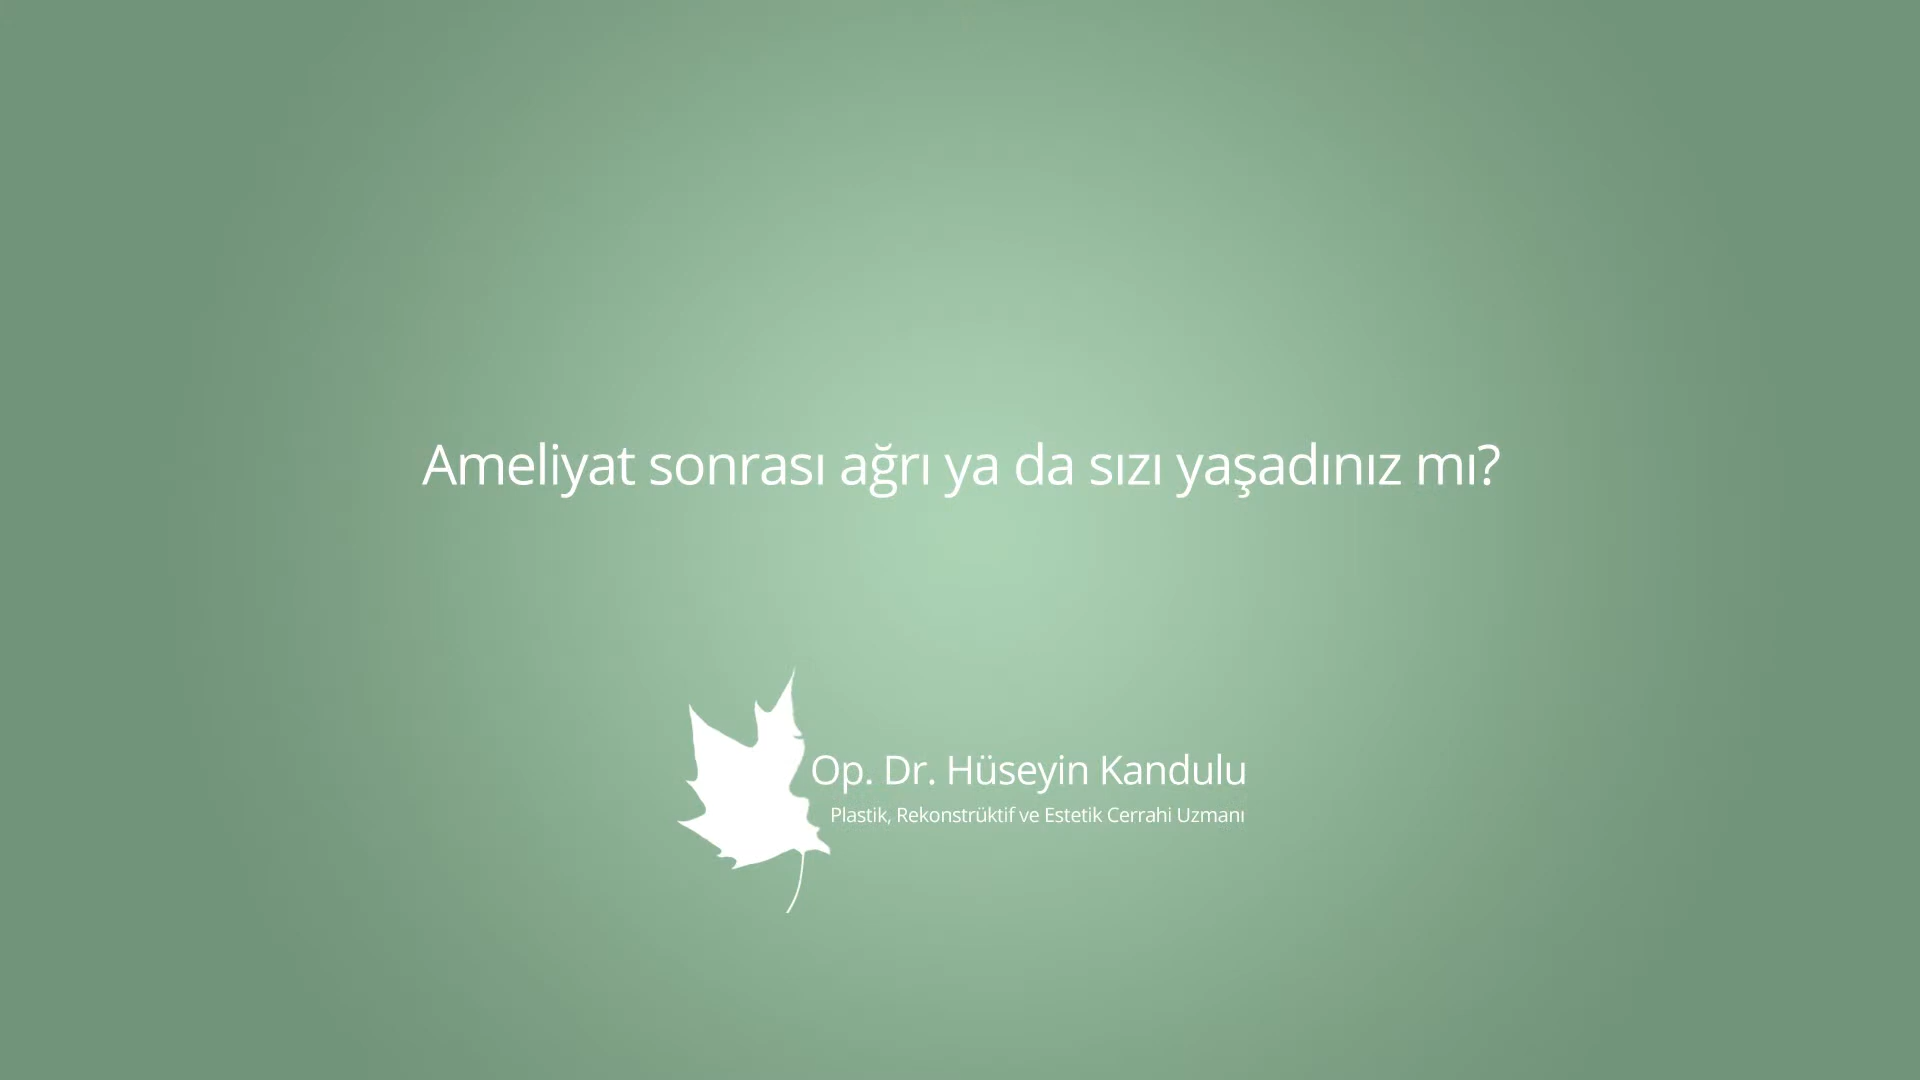 Ameliyat sonrası ağrı ya da sızı yaşadınız mı?
Op. Dr. Hüseyin Kandulu
Plastik, Rekonstrüktif ve Estetik Cerrahi Uzmanı